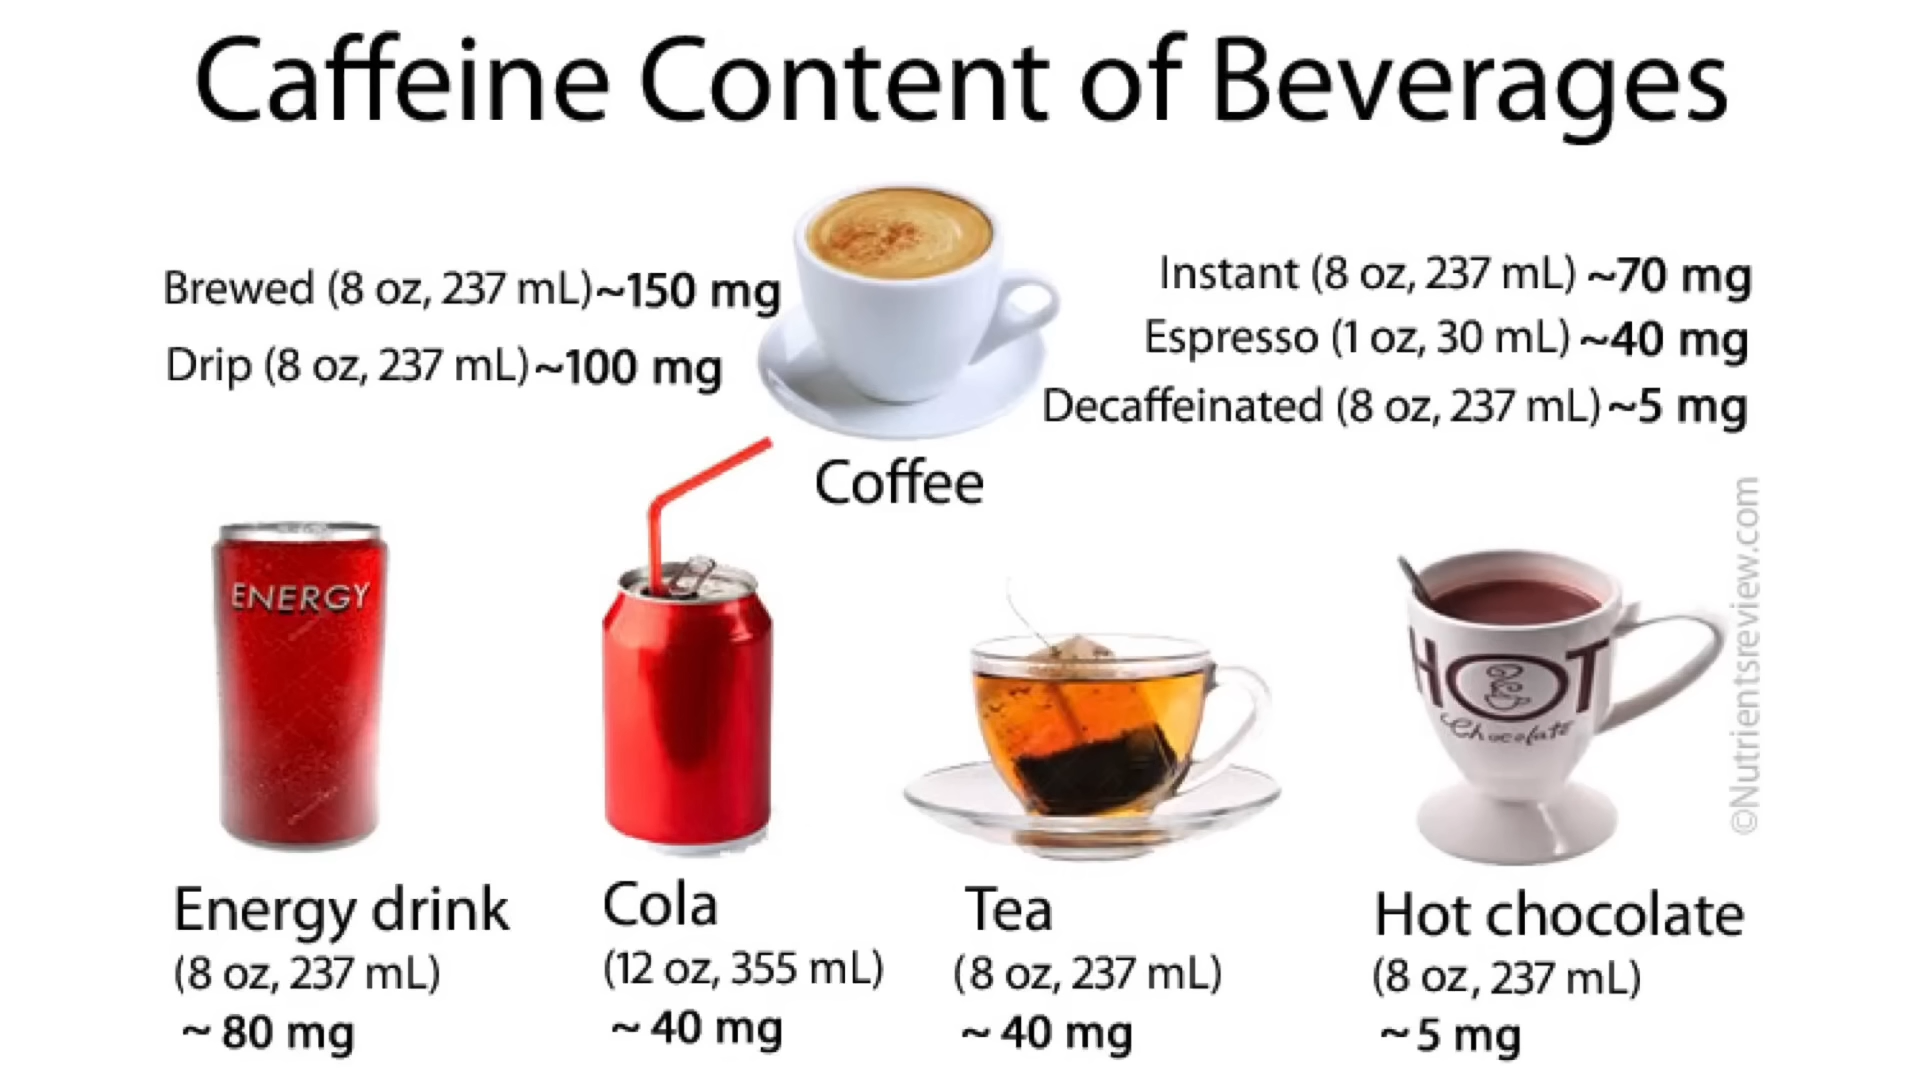 Caffeine Content of Beverages
Brewed (8 oz, 237 mL)~150 mg
Drip (8 oz, 237 mL)~100 mg
Instant (8 oz, 237 mL) ~70 mg
Espresso (1 oz, 30 mL) ~40 mg
Decaffeinated (8 oz, 237 mL)~5 mg
Coffee
ENERGY
HOT
Chocolate
©Nutrientsreview.com
Energy drink
(8 oz, 237 mL)
~ 80 mg
Cola
(12 oz, 355 mL)
~ 40 mg
Tea
(8 oz, 237 mL)
~ 40 mg
Hot chocolate
(8 oz, 237 mL)
~ 5 mg